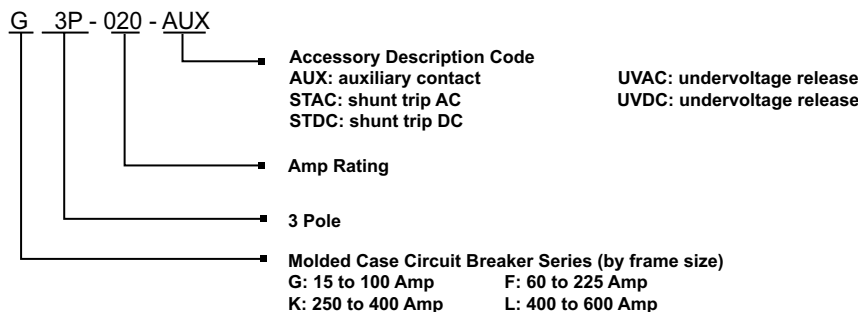 G 3P - 020 - AUX
Accessory Description Code
AUX: auxiliary contact UVAC: undervoltage release
STAC: shunt trip AC UVDC: undervoltage release
STDC: shunt trip DC
Amp Rating
3 Pole
Molded Case Circuit Breaker Series (by frame size)
G: 15 to 100 Amp F: 60 to 225 Amp
K: 250 to 400 Amp L: 400 to 600 Amp